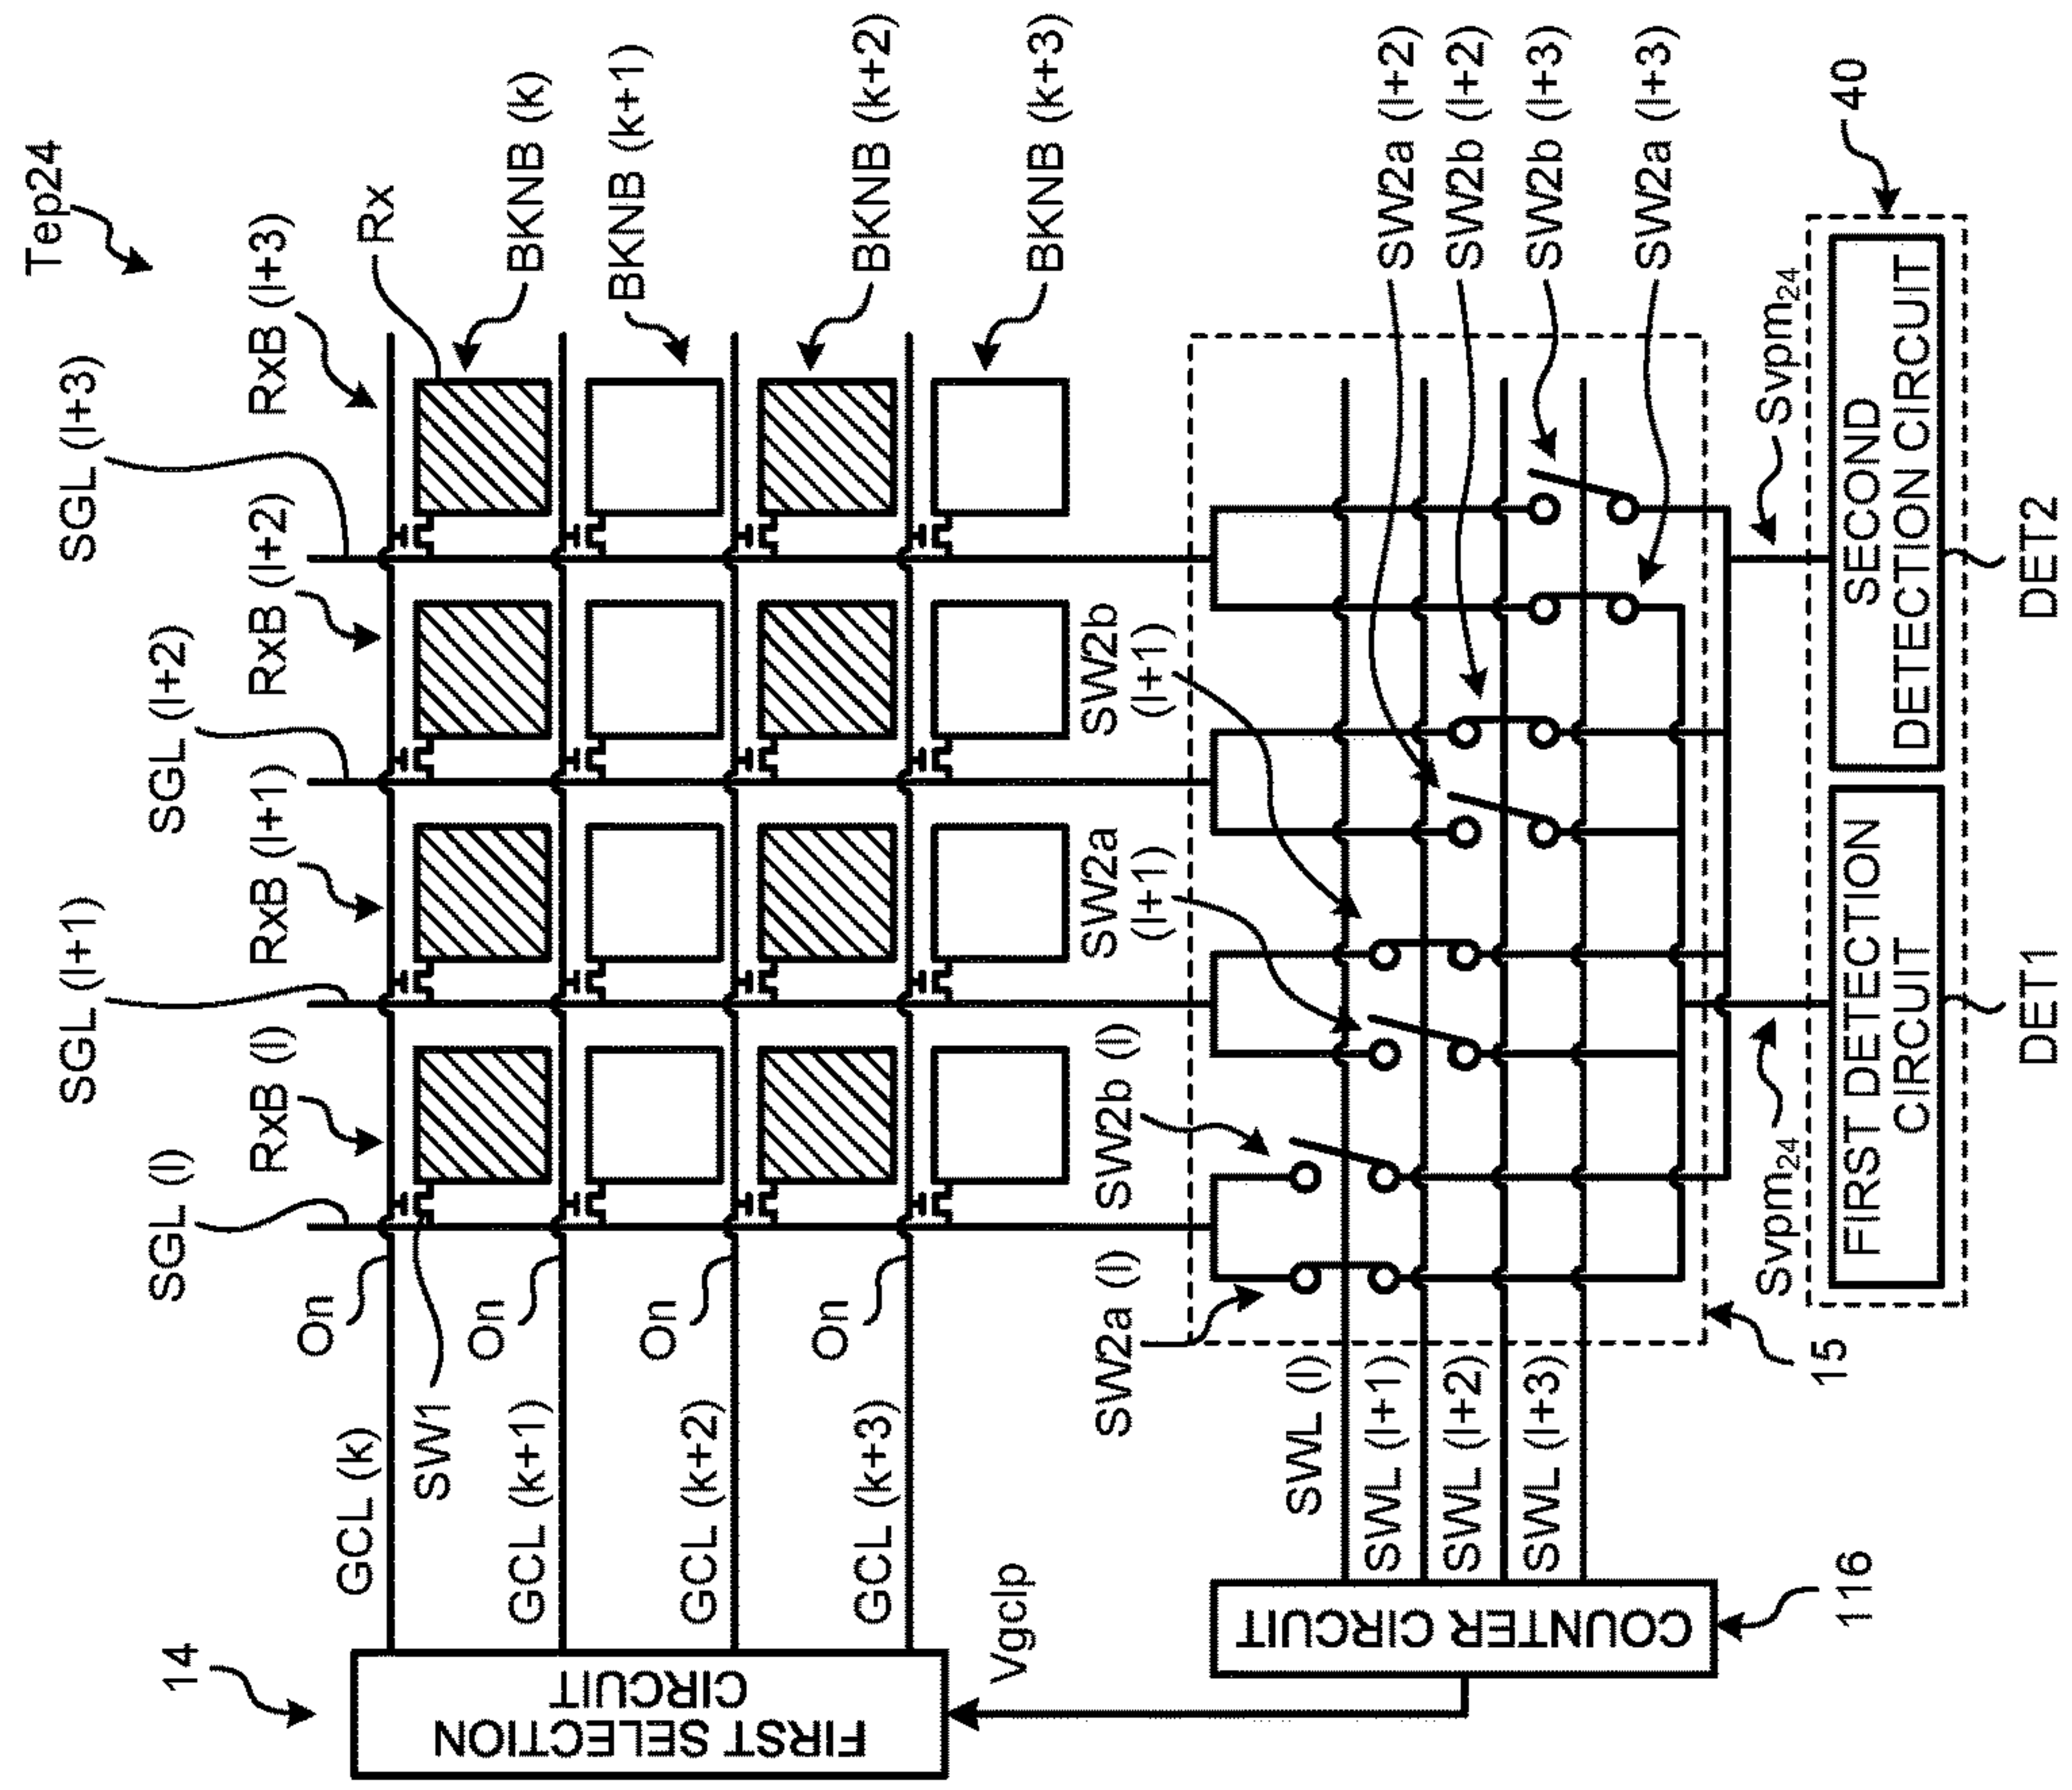 Tep24
SGL (l)
SGL (l+1)
SGL (l+2)
SGL (l+3)
RxB (l)
RxB (l+1)
RxB (l+2)
RxB (l+3)
Rx
On
On
On
On
SW1
14
FIRST SELECTION
CIRCUIT
GCL (k)
GCL (k+1)
GCL (k+2)
GCL (k+3)
BKNB (k)
BKNB (k+1)
BKNB (k+2)
BKNB (k+3)
Vgclp
SW2a (l)
SW2b (l)
SW2a
(l+1)
SW2b
(l+1)
SW2a (l+2)
SW2b (l+2)
SW2b (l+3)
SW2a (l+3)
SWL (l)
SWL (l+1)
SWL (l+2)
SWL (l+3)
COUNTER CIRCUIT
116
15
Svpm24
Svpm24
40
FIRST DETECTION
CIRCUIT
SECOND
DETECTION CIRCUIT
DET1
DET2